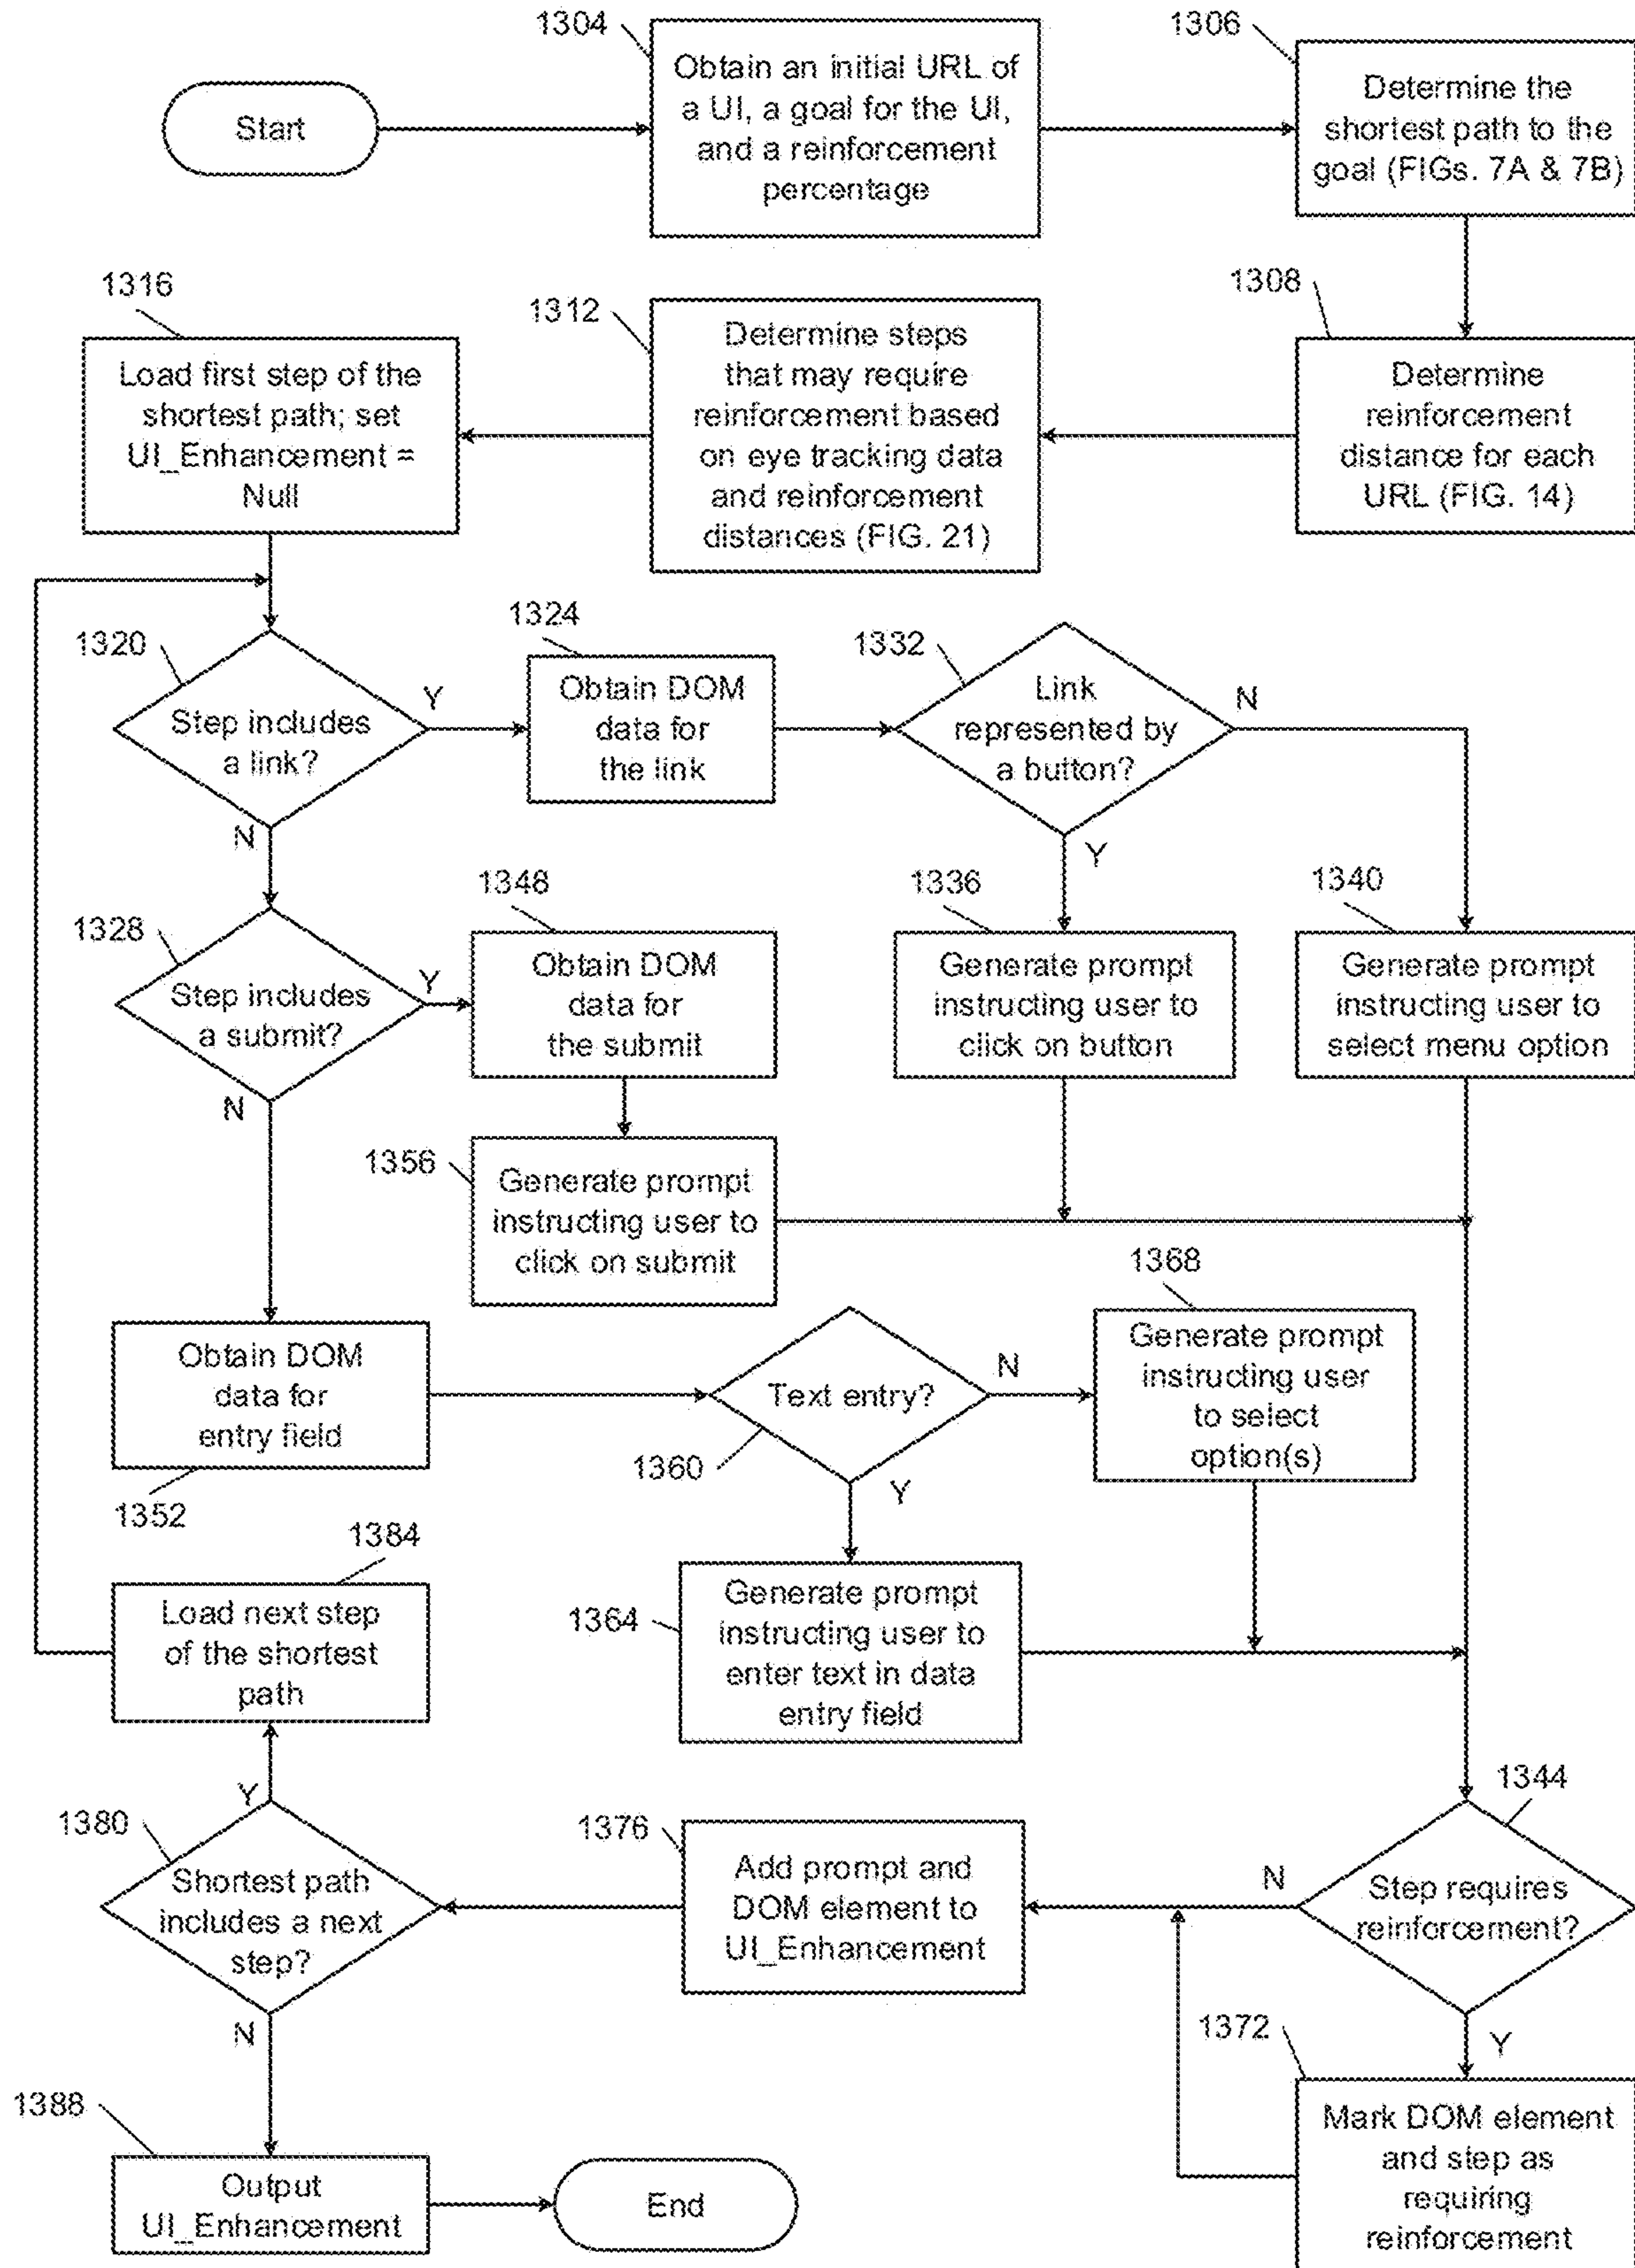 1304
1306
Start
Obtain an initial URL of
a UI, a goal for the UI,
and a reinforcement
percentage
Determine the
shortest path to the
goal (FIGs. 7A & 7B)
1316
1312
1308
Load first step of the
shortest path; set
UI_Enhancement =
Null
Determine steps
that may require
reinforcement based
on eye tracking data
and reinforcement
distances (FIG. 21)
Determine
reinforcement
distance for each
URL (FIG. 14)
1320
1324
1332
Step includes
a link?
Y
N
Obtain DOM
data for
the link
Link
represented by
a button?
N
Y
1328
1348
1336
1340
Step includes
a submit?
Y
N
Obtain DOM
data for
the submit
Generate prompt
instructing user to
click on button
Generate prompt
instructing user to
select menu option
1356
Generate prompt
instructing user to
click on submit
1368
Obtain DOM
data for
entry field
1352
Text entry?
1360
N
Y
Generate prompt
instructing user
to select
option(s)
1384
Load next step
of the shortest
path
1364
Generate prompt
instructing user to
enter text in data
entry field
1344
Y
1380
Shortest path
includes a next
step?
N
1376
Add prompt and
DOM element to
UI_Enhancement
N
Step requires
reinforcement?
Y
1372
Mark DOM element
and step as
requiring
reinforcement
1388
Output
UI_Enhancement
End